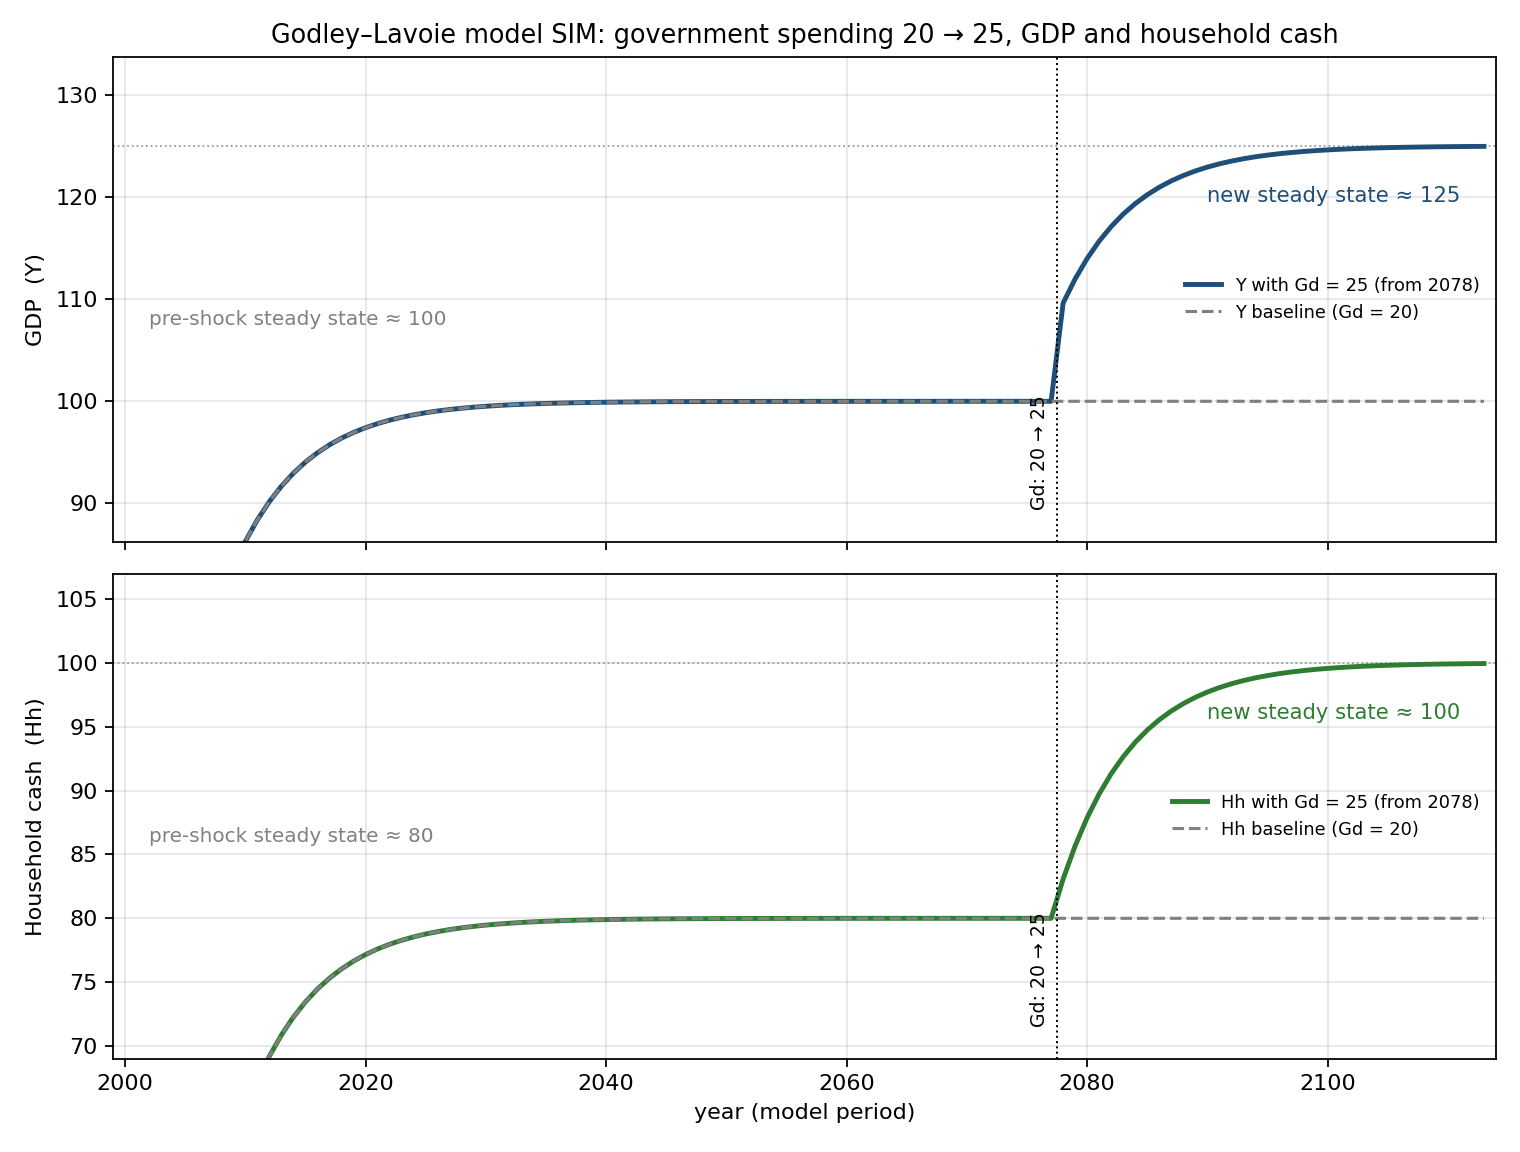 Godley–Lavoie model SIM: government spending 20 → 25, GDP and household cash
130
120
110
100
90
GDP (Y)
pre-shock steady state ≈ 100
new steady state ≈ 125
Y with Gd = 25 (from 2078)
Y baseline (Gd = 20)
Gd: 20 → 25
105
100
95
90
85
80
75
70
Household cash (Hh)
pre-shock steady state ≈ 80
new steady state ≈ 100
Hh with Gd = 25 (from 2078)
Hh baseline (Gd = 20)
Gd: 20 → 25
2000 2020 2040 2060 2080 2100
year (model period)